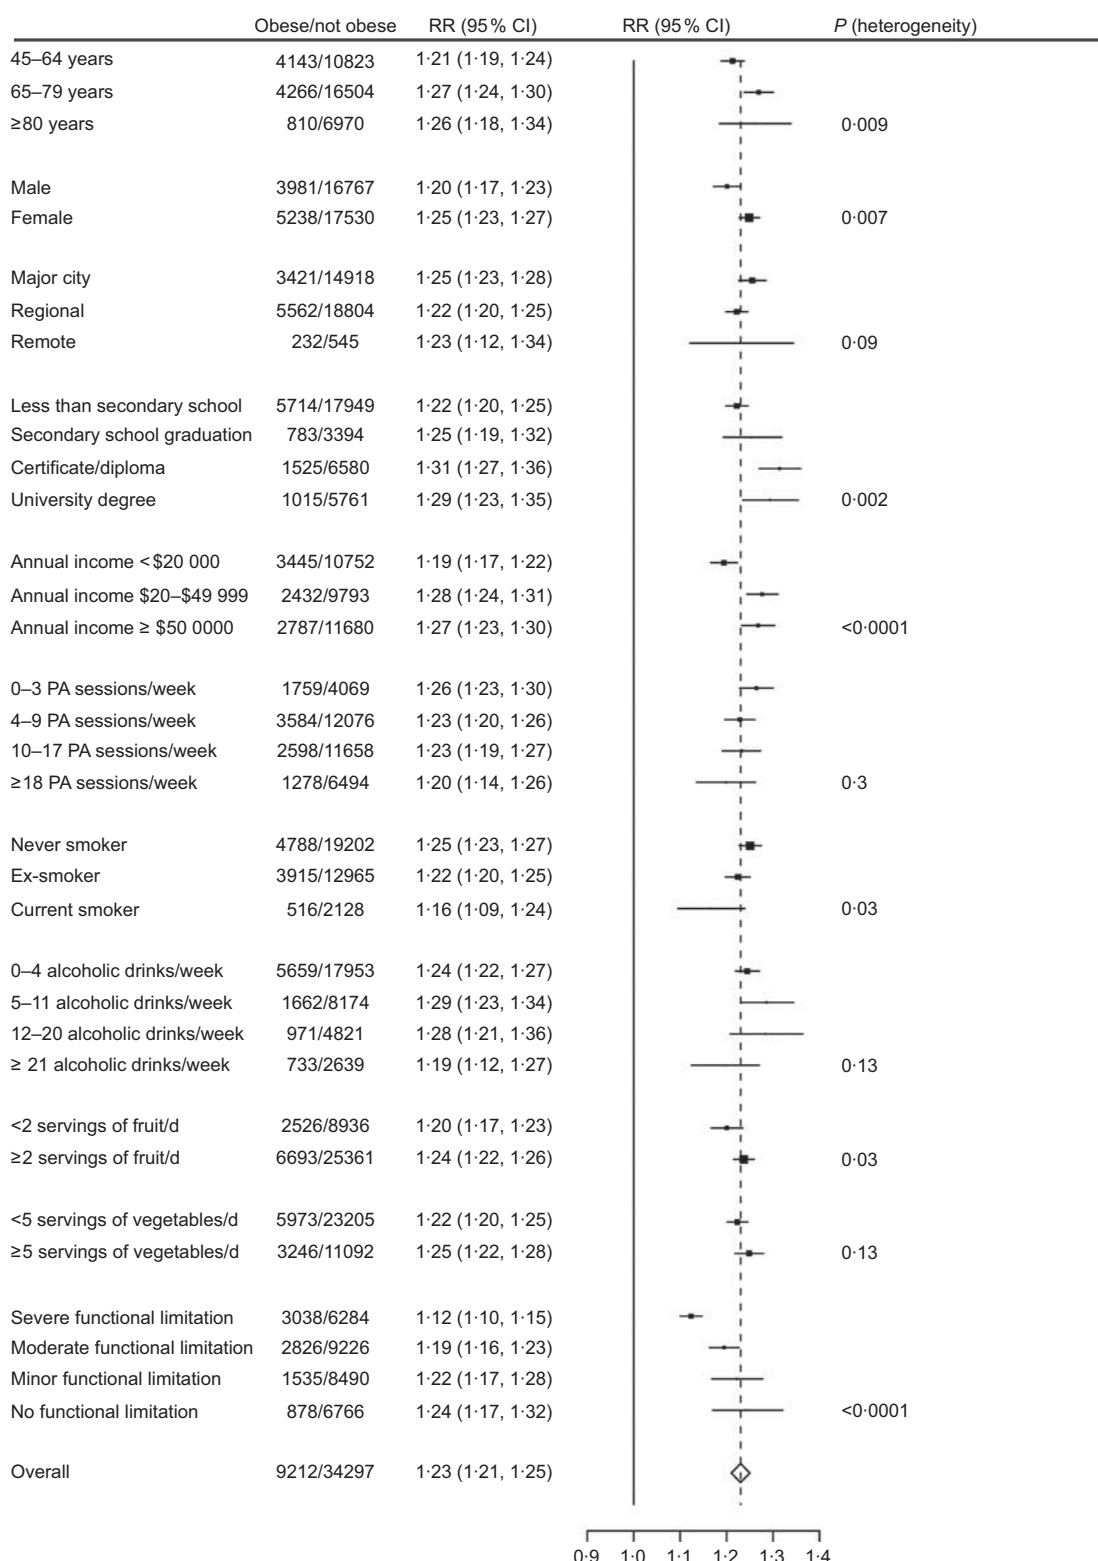 Obese/not obese RR (95 % CI) RR (95 % CI) P (heterogeneity)
45–64 years 4143/10823 1·21 (1·19, 1·24)
65–79 years 4266/16504 1·27 (1·24, 1·30)
≥80 years 810/6970 1·26 (1·18, 1·34) 0·009
Male 3981/16767 1·20 (1·17, 1·23)
Female 5238/17530 1·25 (1·23, 1·27) 0·007
Major city 3421/14918 1·25 (1·23, 1·28)
Regional 5562/18804 1·22 (1·20, 1·25)
Remote 232/545 1·23 (1·12, 1·34) 0·09
Less than secondary school 5714/17949 1·22 (1·20, 1·25)
Secondary school graduation 783/3394 1·25 (1·19, 1·32)
Certificate/diploma 1525/6580 1·31 (1·27, 1·36)
University degree 1015/5761 1·29 (1·23, 1·35) 0·002
Annual income < $20 000 3445/10752 1·19 (1·17, 1·22)
Annual income $20–$49 999 2432/9793 1·28 (1·24, 1·31)
Annual income ≥ $50 0000 2787/11680 1·27 (1·23, 1·30) <0·0001
0–3 PA sessions/week 1759/4069 1·26 (1·23, 1·30)
4–9 PA sessions/week 3584/12076 1·23 (1·20, 1·26)
10–17 PA sessions/week 2598/11658 1·23 (1·19, 1·27)
≥18 PA sessions/week 1278/6494 1·20 (1·14, 1·26) 0·3
Never smoker 4788/19202 1·25 (1·23, 1·27)
Ex-smoker 3915/12965 1·22 (1·20, 1·25)
Current smoker 516/2128 1·16 (1·09, 1·24) 0·03
0–4 alcoholic drinks/week 5659/17953 1·24 (1·22, 1·27)
5–11 alcoholic drinks/week 1662/8174 1·29 (1·23, 1·34)
12–20 alcoholic drinks/week 971/4821 1·28 (1·21, 1·36)
≥ 21 alcoholic drinks/week 733/2639 1·19 (1·12, 1·27) 0·13
<2 servings of fruit/d 2526/8936 1·20 (1·17, 1·23)
≥2 servings of fruit/d 6693/25361 1·24 (1·22, 1·26) 0·03
<5 servings of vegetables/d 5973/23205 1·22 (1·20, 1·25)
≥5 servings of vegetables/d 3246/11092 1·25 (1·22, 1·28) 0·13
Severe functional limitation 3038/6284 1·12 (1·10, 1·15)
Moderate functional limitation 2826/9226 1·19 (1·16, 1·23)
Minor functional limitation 1535/8490 1·22 (1·17, 1·28)
No functional limitation 878/6766 1·24 (1·17, 1·32) <0·0001
Overall 9212/34297 1·23 (1·21, 1·25)
0·9 1·0 1·1 1·2 1·3 1·4